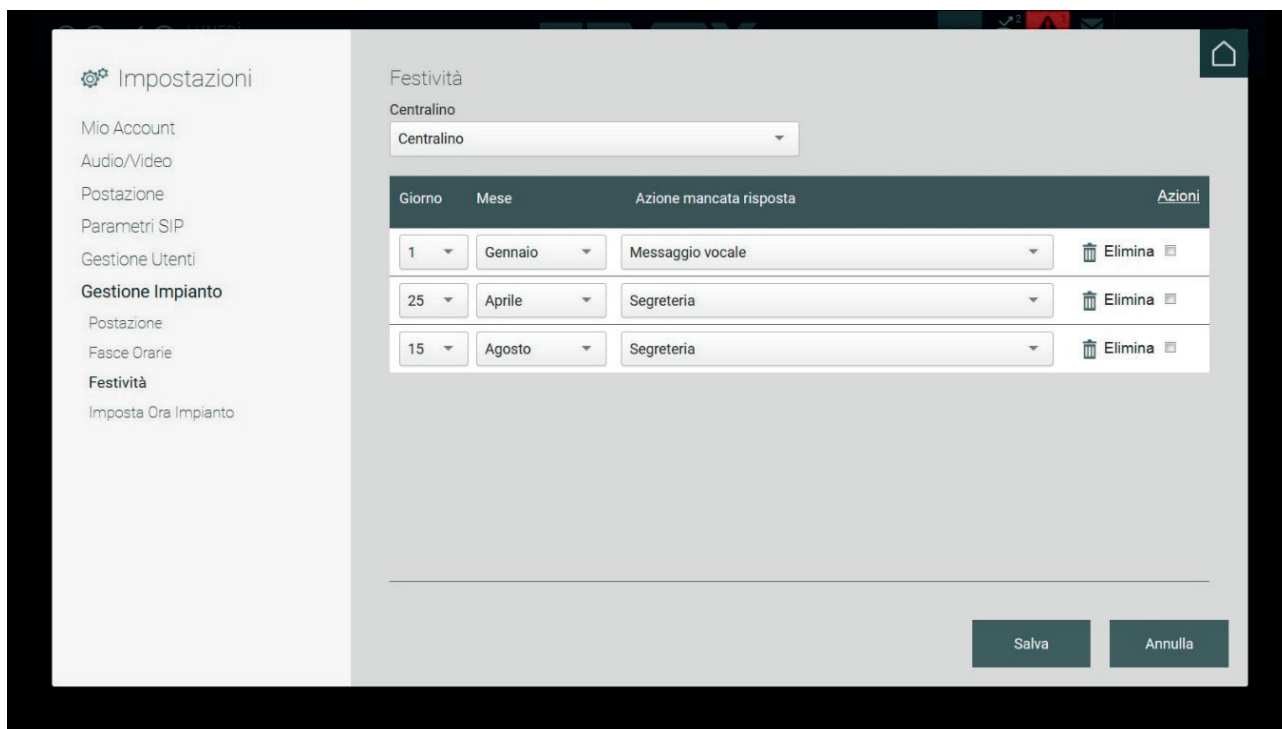 Impostazioni
Mio Account
Audio/Video
Postazione
Parametri SIP
Gestione Utenti
Gestione Impianto
Postazione
Fasce Orarie
Festività
Imposta Ora Impianto
Festività
Centralino
Centralino
Giorno Mese Azione mancata risposta Azioni
1 Gennaio Messaggio vocale Elimina
25 Aprile Segreteria Elimina
15 Agosto Segreteria Elimina
Salva Annulla